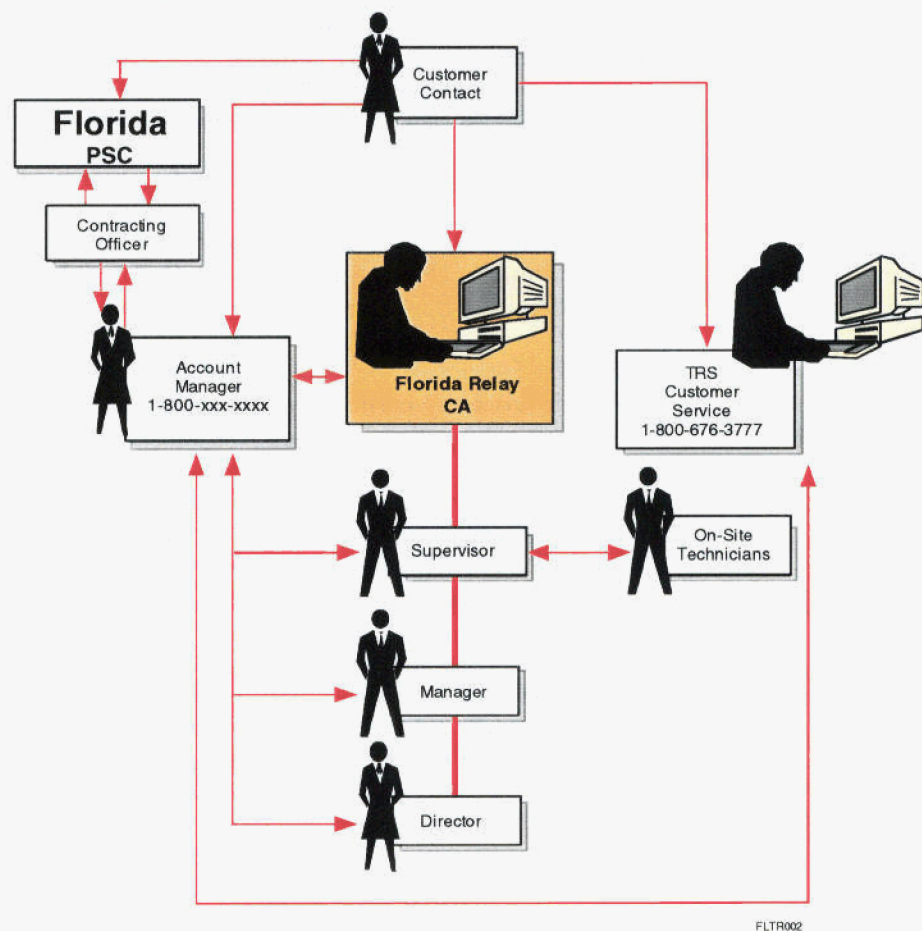 Customer
Contact
Florida
PSC
Contracting
Officer
Account
Manager
1-800-xxx-xxxx
Florida Relay
CA
TRS
Customer
Service
1-800-676-3777
Supervisor
On-Site
Technicians
Manager
Director
FLTR002